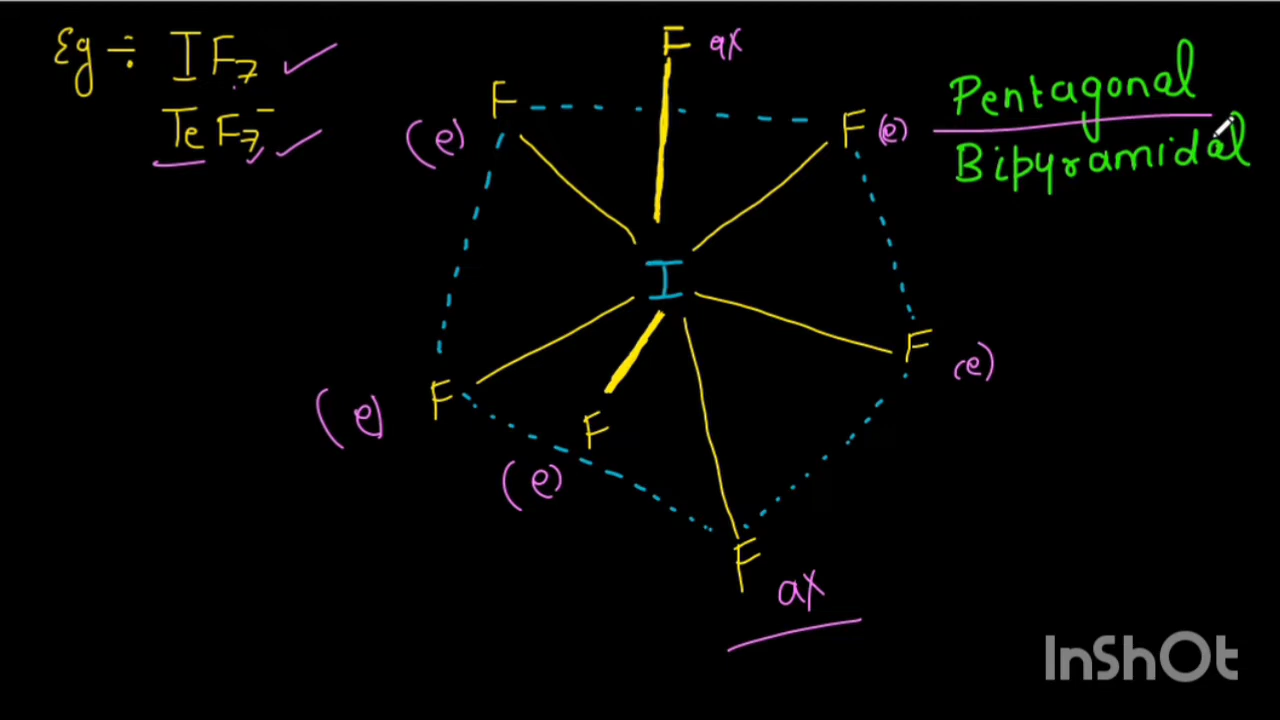 Eg ÷ IF₇ ✓
TeF₇⁻ ✓
F ax
F (e)
F (e)
Pentagonal
Bipyramidal
I
F (e)
F (e)
F (e)
F ax
InShOt